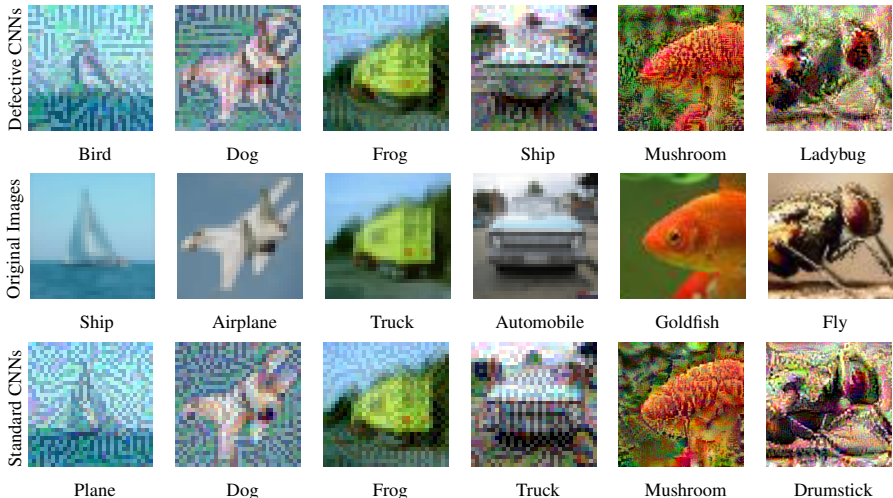 Defective CNNs
Bird Dog Frog Ship Mushroom Ladybug
Original Images
Ship Airplane Truck Automobile Goldfish Fly
Standard CNNs
Plane Dog Frog Truck Mushroom Drumstick